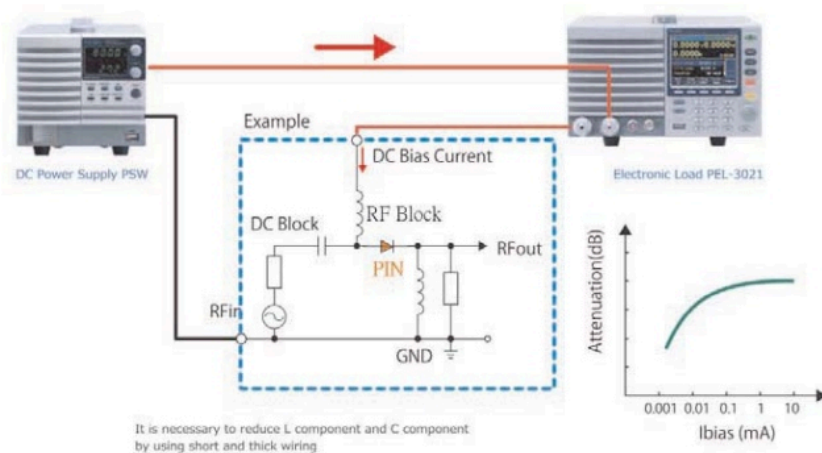 Example
DC Power Supply PSW
DC Bias Current
Electronic Load PEL-3021
RF Block
DC Block
PIN
RFout
RFin
GND
Attenuation(dB)
0.001 0.01 0.1 1 10
Ibias (mA)
It is necessary to reduce L component and C component
by using short and thick wiring